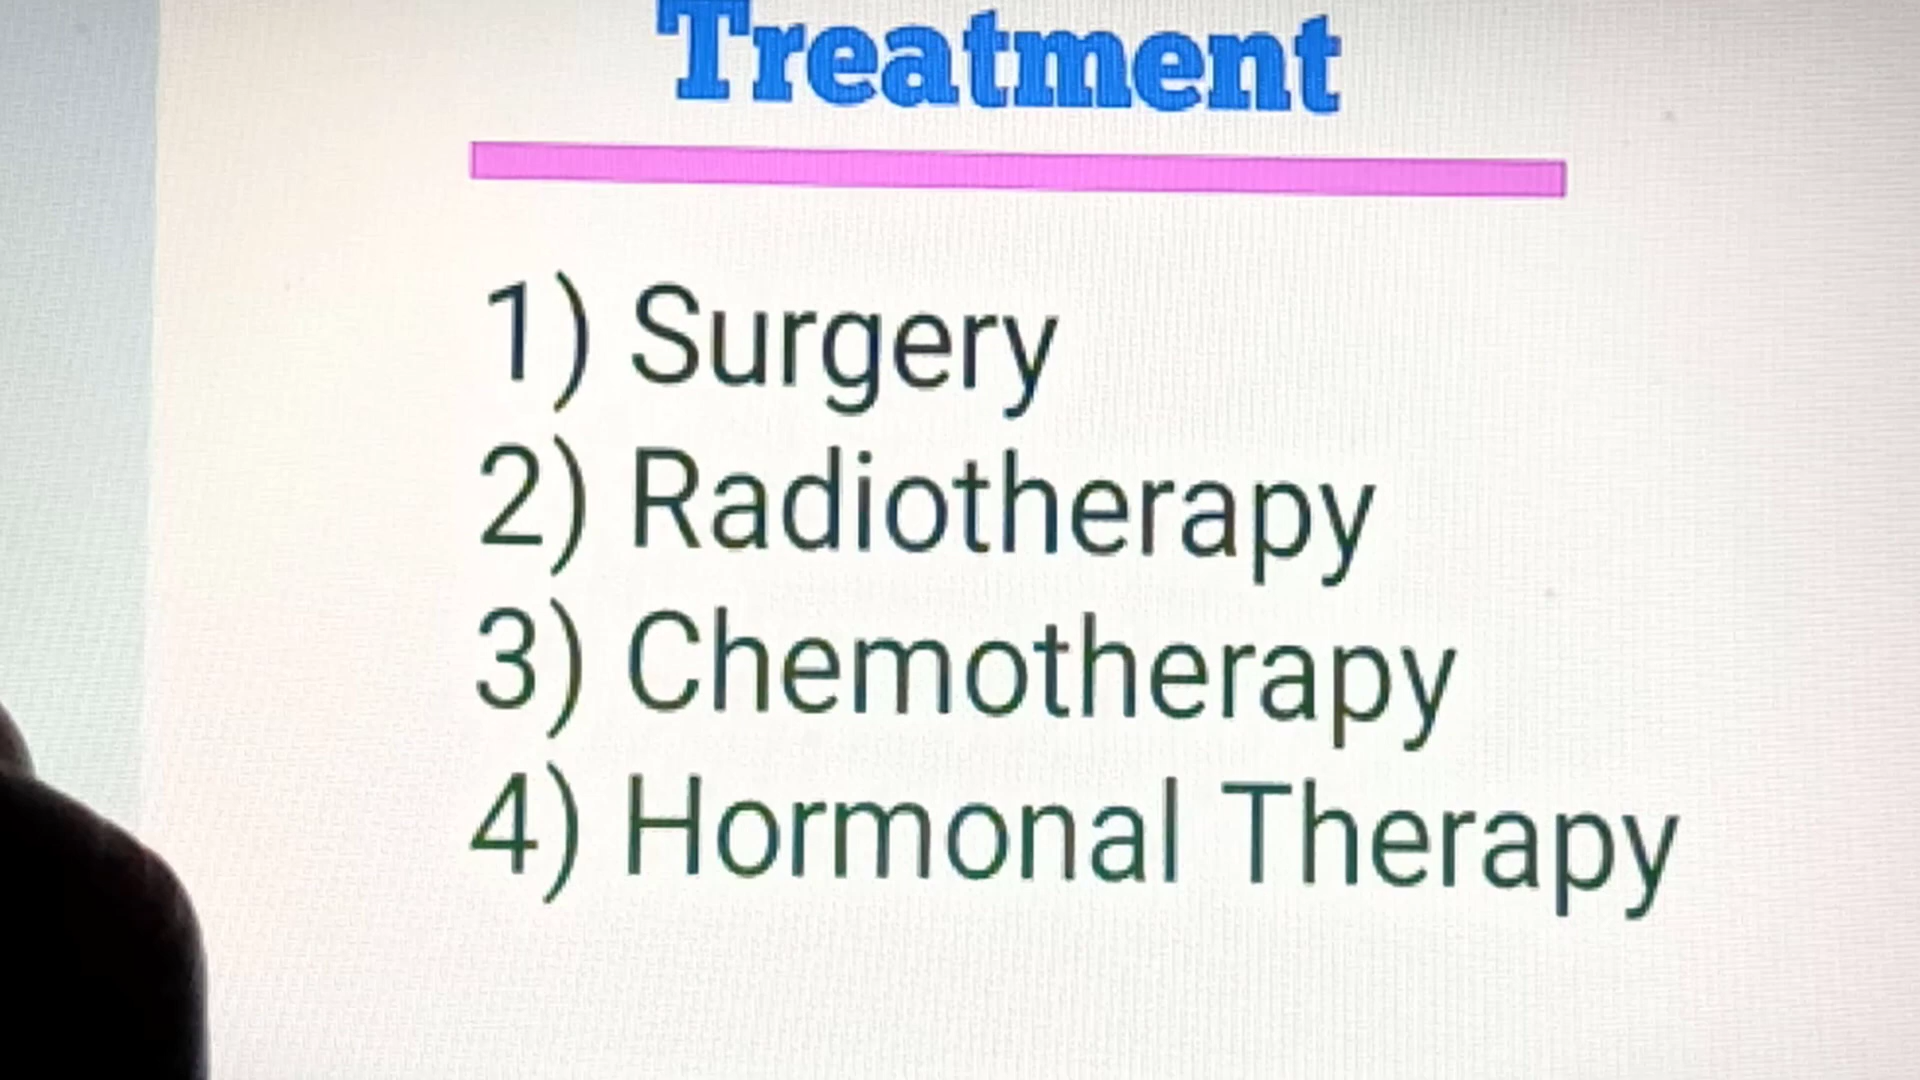 Treatment
1) Surgery
2) Radiotherapy
3) Chemotherapy
4) Hormonal Therapy